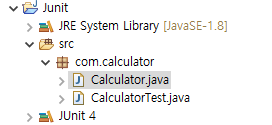 Junit
JRE System Library [JavaSE-1.8]
src
com.calculator
Calculator.java
CalculatorTest.java
JUnit 4